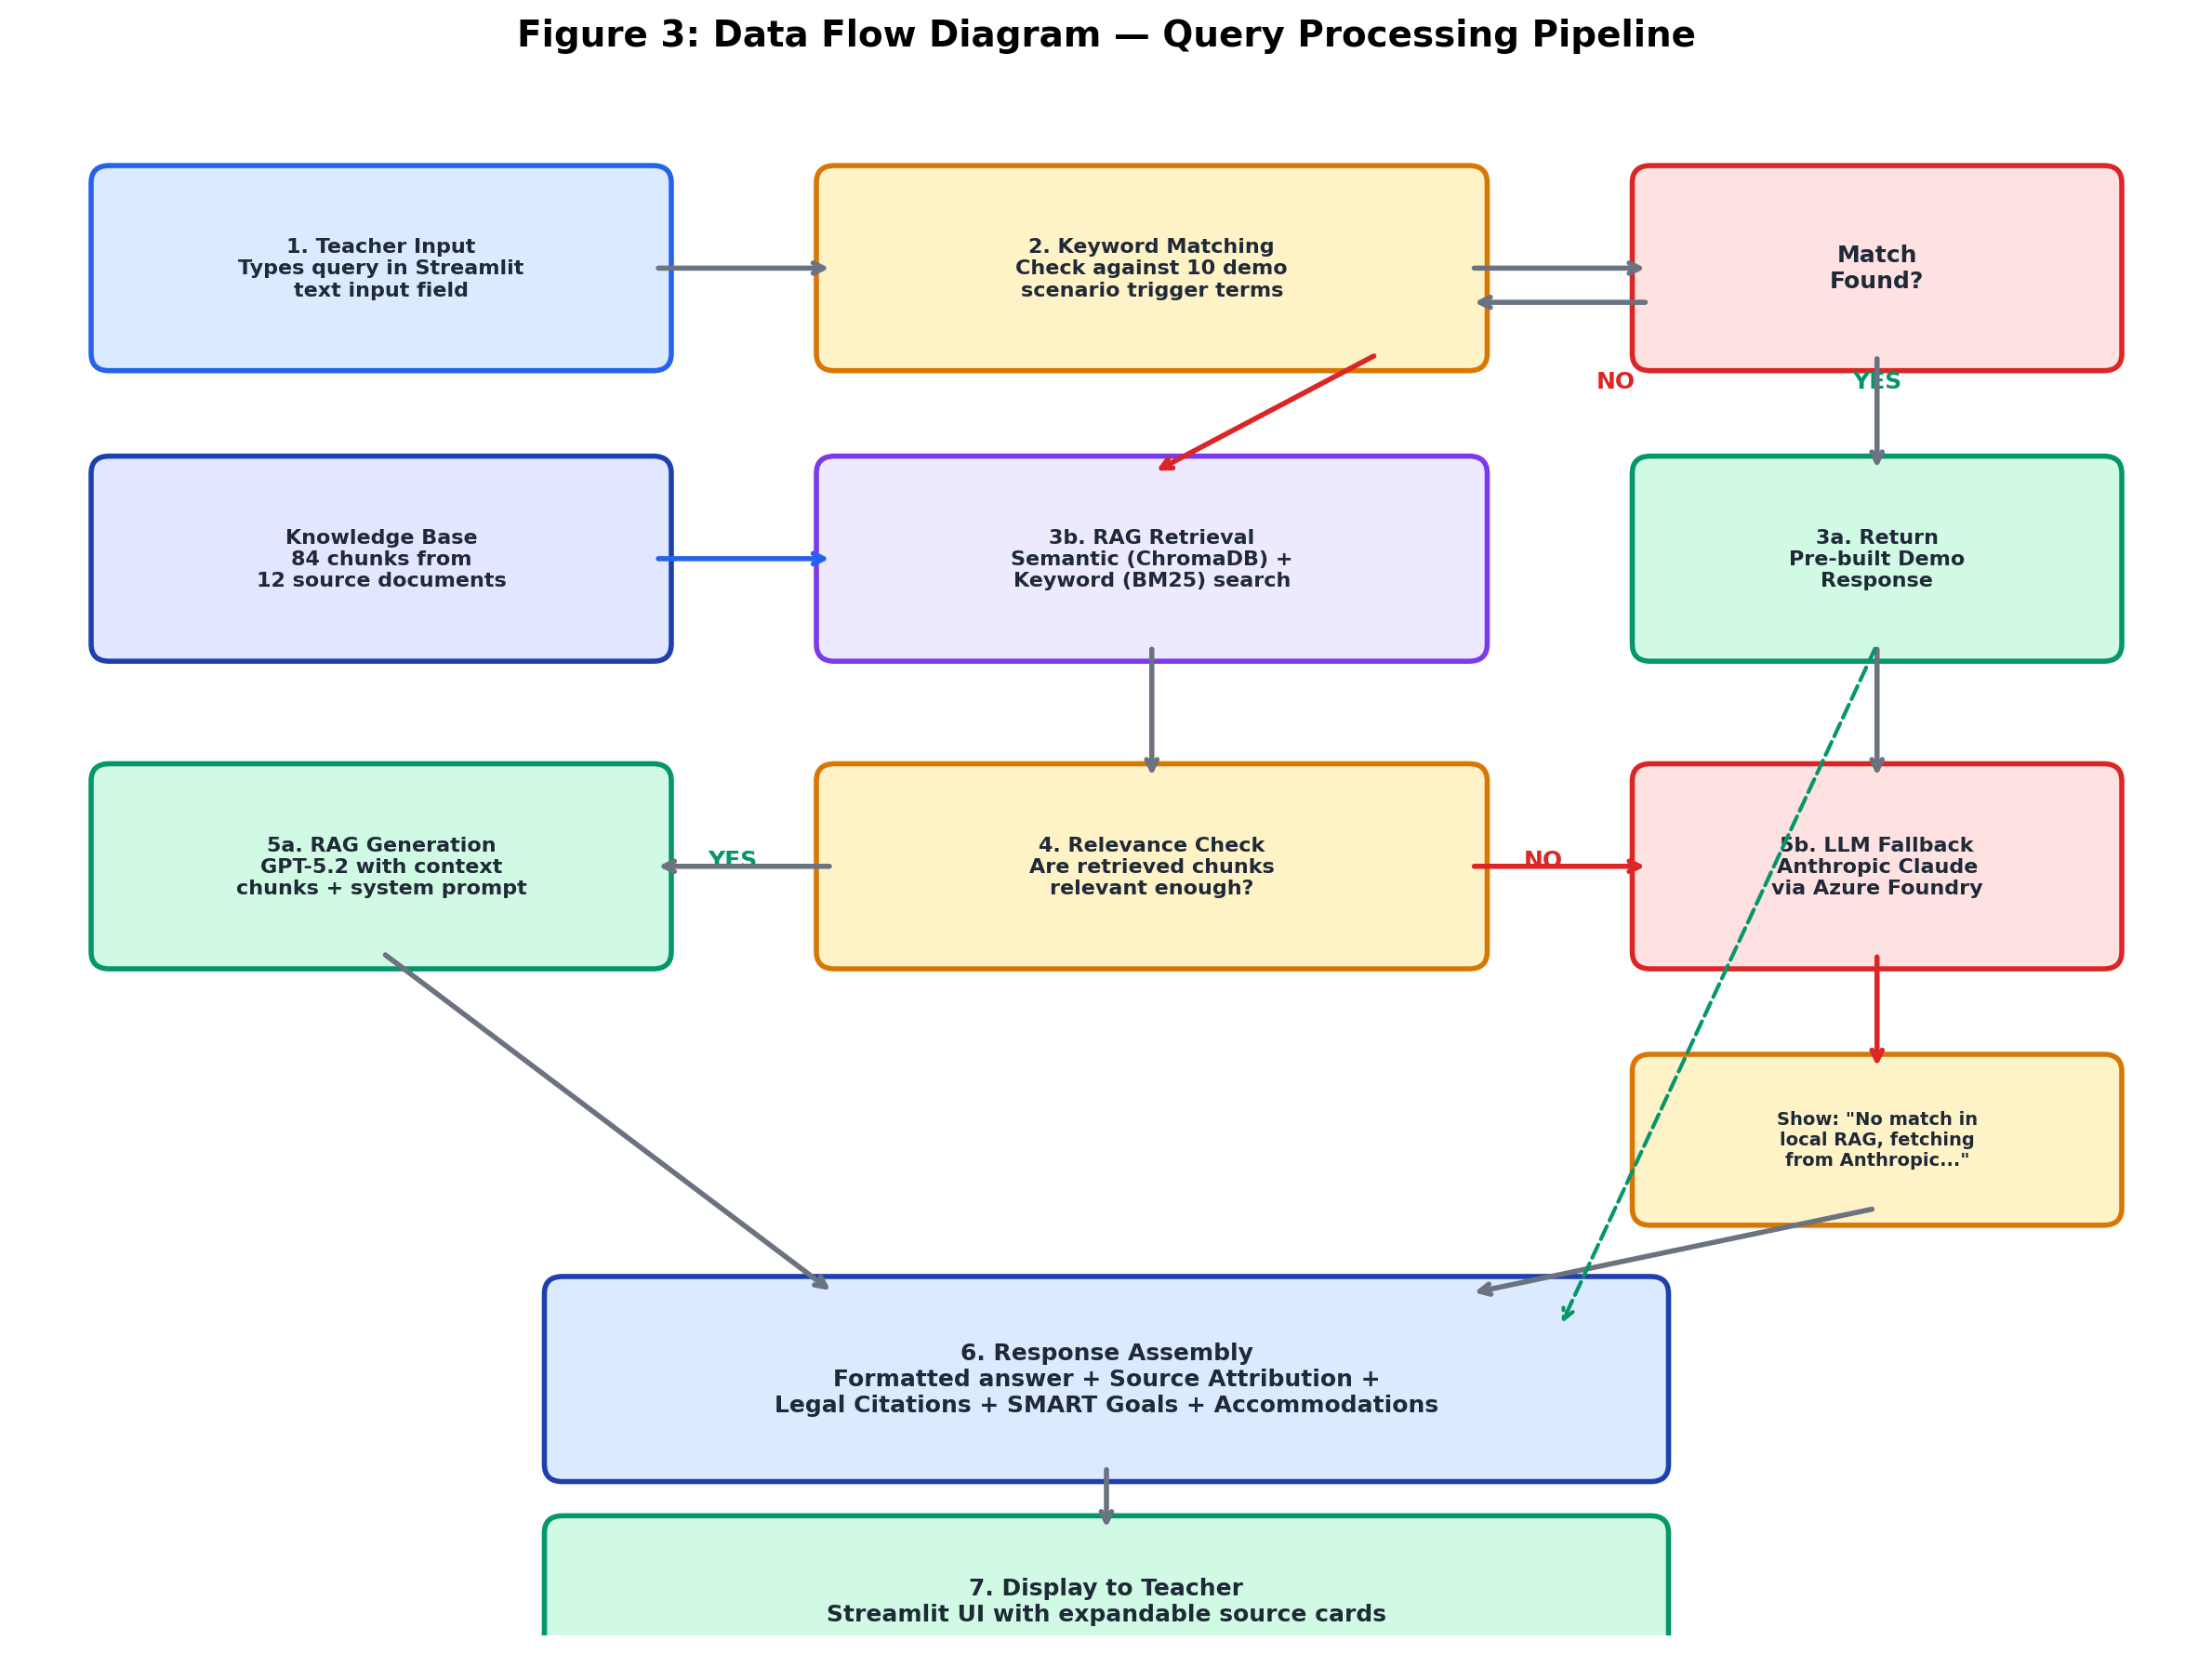 Figure 3: Data Flow Diagram — Query Processing Pipeline
1. Teacher Input
Types query in Streamlit
text input field
2. Keyword Matching
Check against 10 demo
scenario trigger terms
Match
Found?
NO
YES
Knowledge Base
84 chunks from
12 source documents
3b. RAG Retrieval
Semantic (ChromaDB) +
Keyword (BM25) search
3a. Return
Pre-built Demo
Response
5a. RAG Generation
GPT-5.2 with context
chunks + system prompt
YES
4. Relevance Check
Are retrieved chunks
relevant enough?
NO
5b. LLM Fallback
Anthropic Claude
via Azure Foundry
Show: "No match in
local RAG, fetching
from Anthropic..."
6. Response Assembly
Formatted answer + Source Attribution +
Legal Citations + SMART Goals + Accommodations
7. Display to Teacher
Streamlit UI with expandable source cards